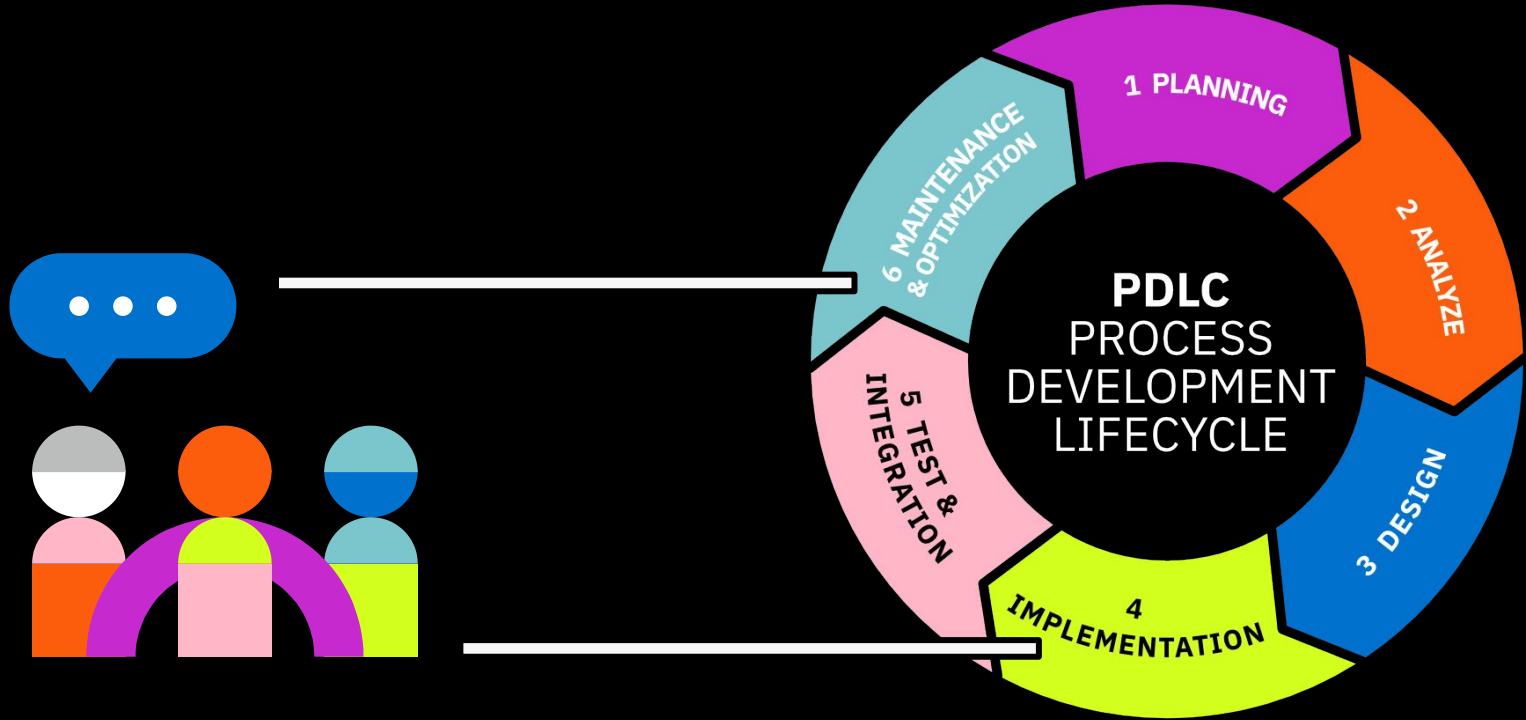 1 PLANNING
2 ANALYZE
3 DESIGN
4
IMPLEMENTATION
5 TEST &
INTEGRATION
6 MAINTENANCE
& OPTIMIZATION
PDLC
PROCESS
DEVELOPMENT
LIFECYCLE